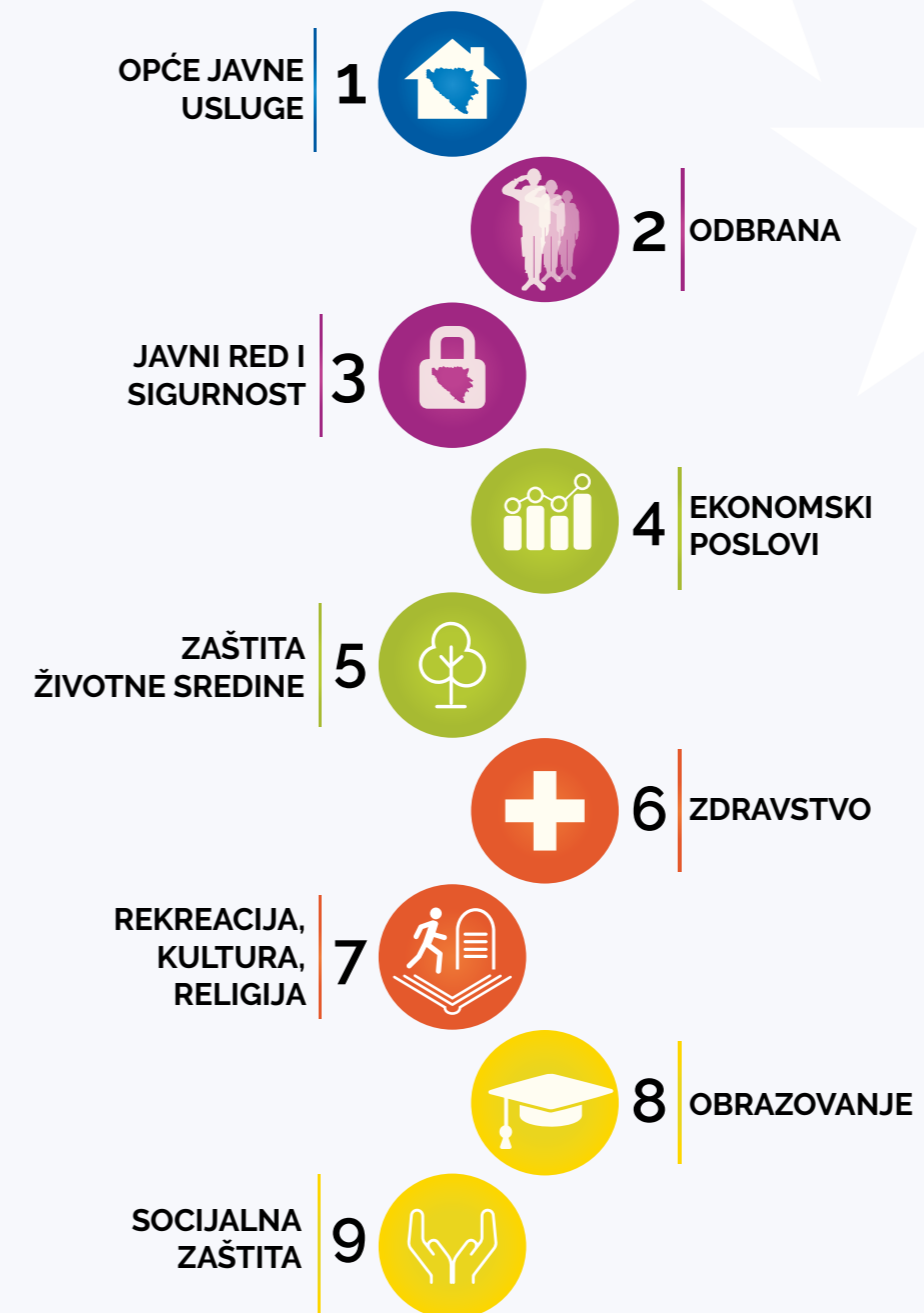 OPĆE JAVNE
USLUGE
1
2
ODBRANA
JAVNI RED I
SIGURNOST
3
4
EKONOMSKI
POSLOVI
ZAŠTITA
ŽIVOTNE SREDINE
5
6
ZDRAVSTVO
REKREACIJA,
KULTURA,
RELIGIJA
7
8
OBRAZOVANJE
SOCIJALNA
ZAŠTITA
9